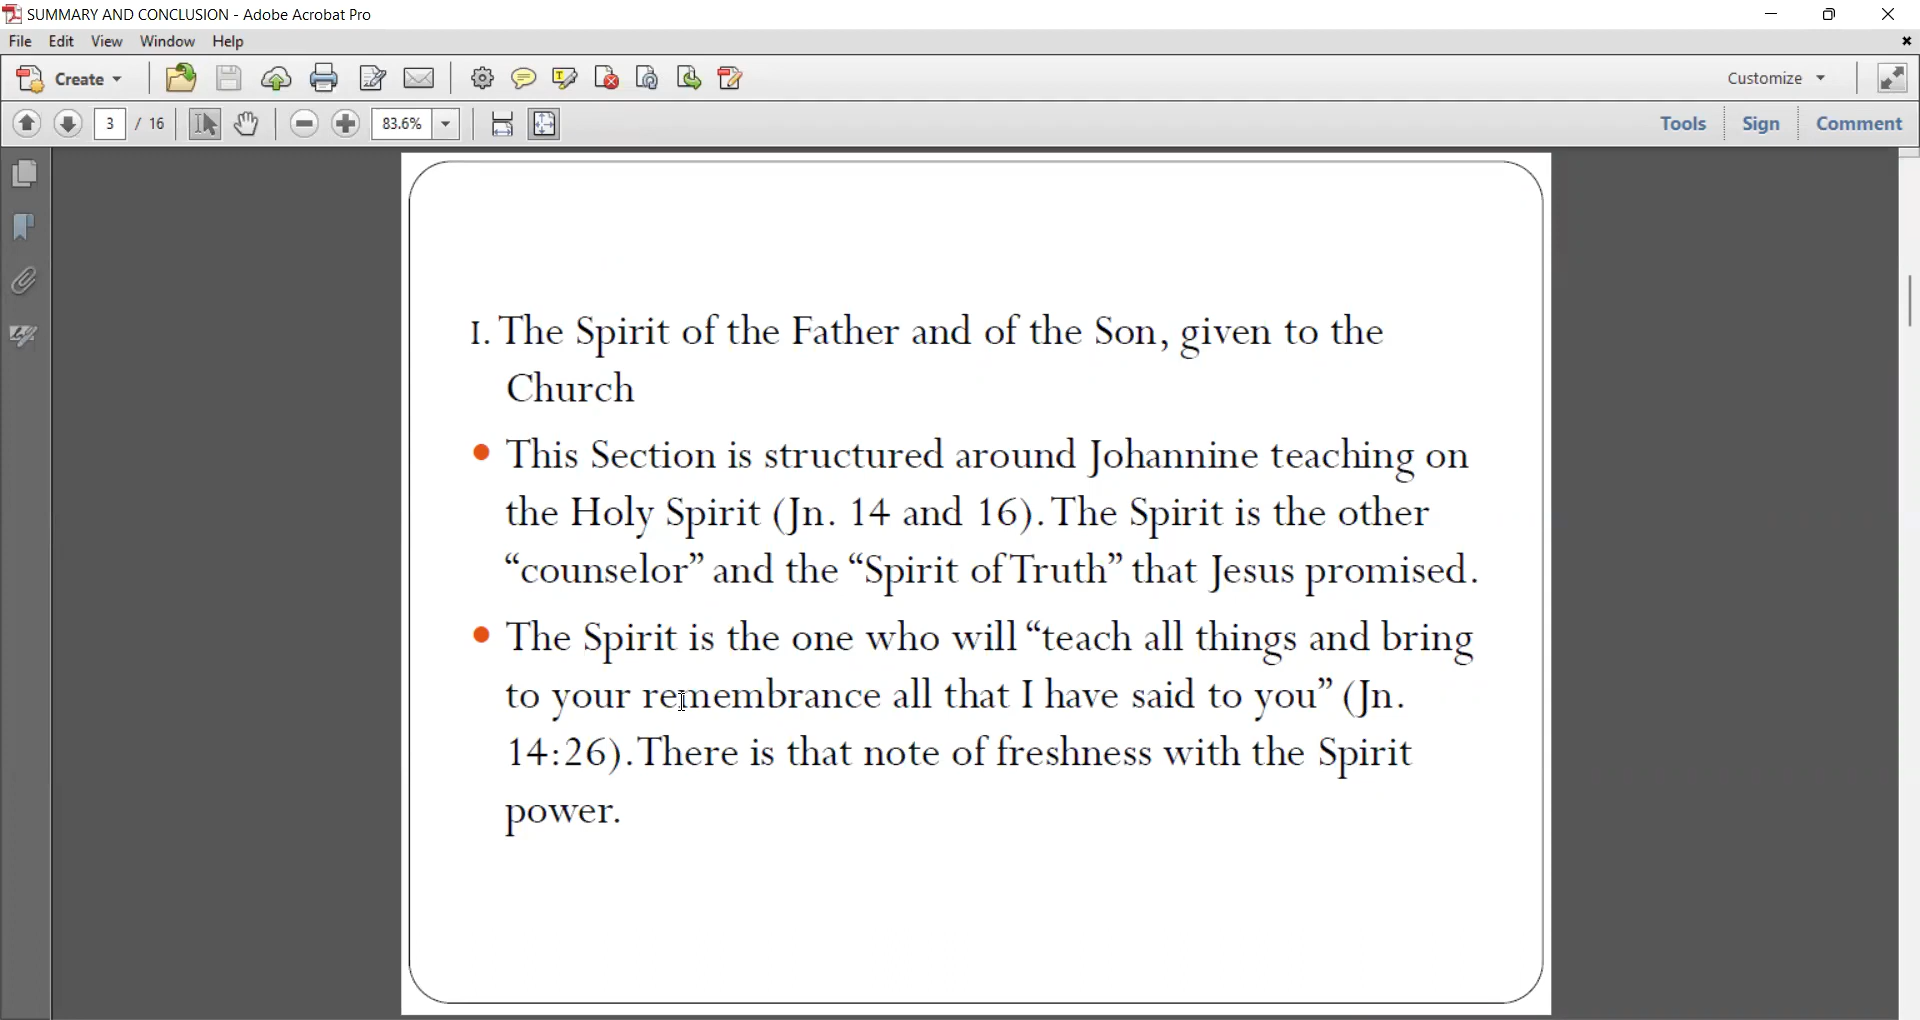 SUMMARY AND CONCLUSION - Adobe Acrobat Pro
File Edit View Window Help
Create
Customize
3 / 16
83.6%
Tools Sign Comment
I. The Spirit of the Father and of the Son, given to the
Church
• This Section is structured around Johannine teaching on
the Holy Spirit (Jn. 14 and 16). The Spirit is the other
“counselor” and the “Spirit of Truth” that Jesus promised.
• The Spirit is the one who will “teach all things and bring
to your remembrance all that I have said to you” (Jn.
14:26). There is that note of freshness with the Spirit
power.